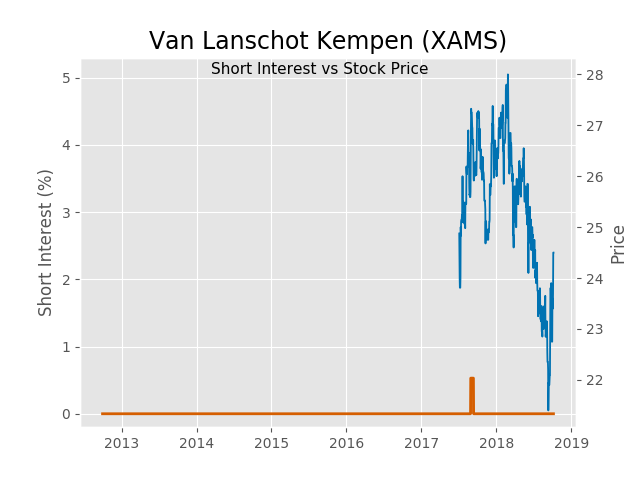 Van Lanschot Kempen (XAMS)
Short Interest vs Stock Price
Short Interest (%)
5
4
3
2
1
0
28
27
26
25
24
23
22
Price
2013 2014 2015 2016 2017 2018 2019